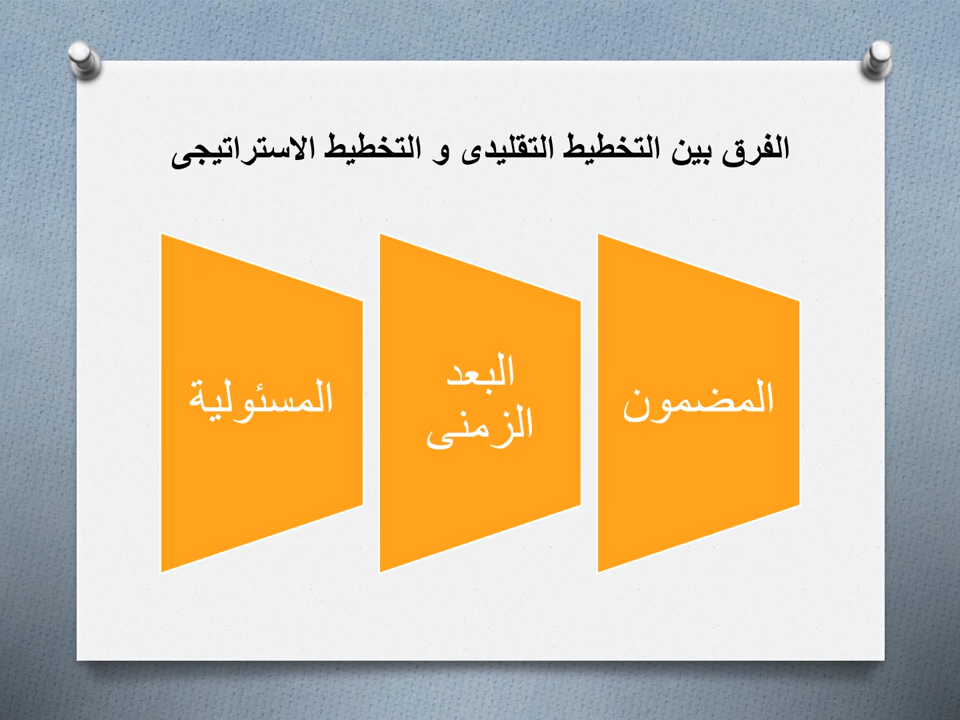 الفرق بين التخطيط التقليدى و التخطيط الاستراتيجى
المضمون
البعد
الزمنى
المسئولية